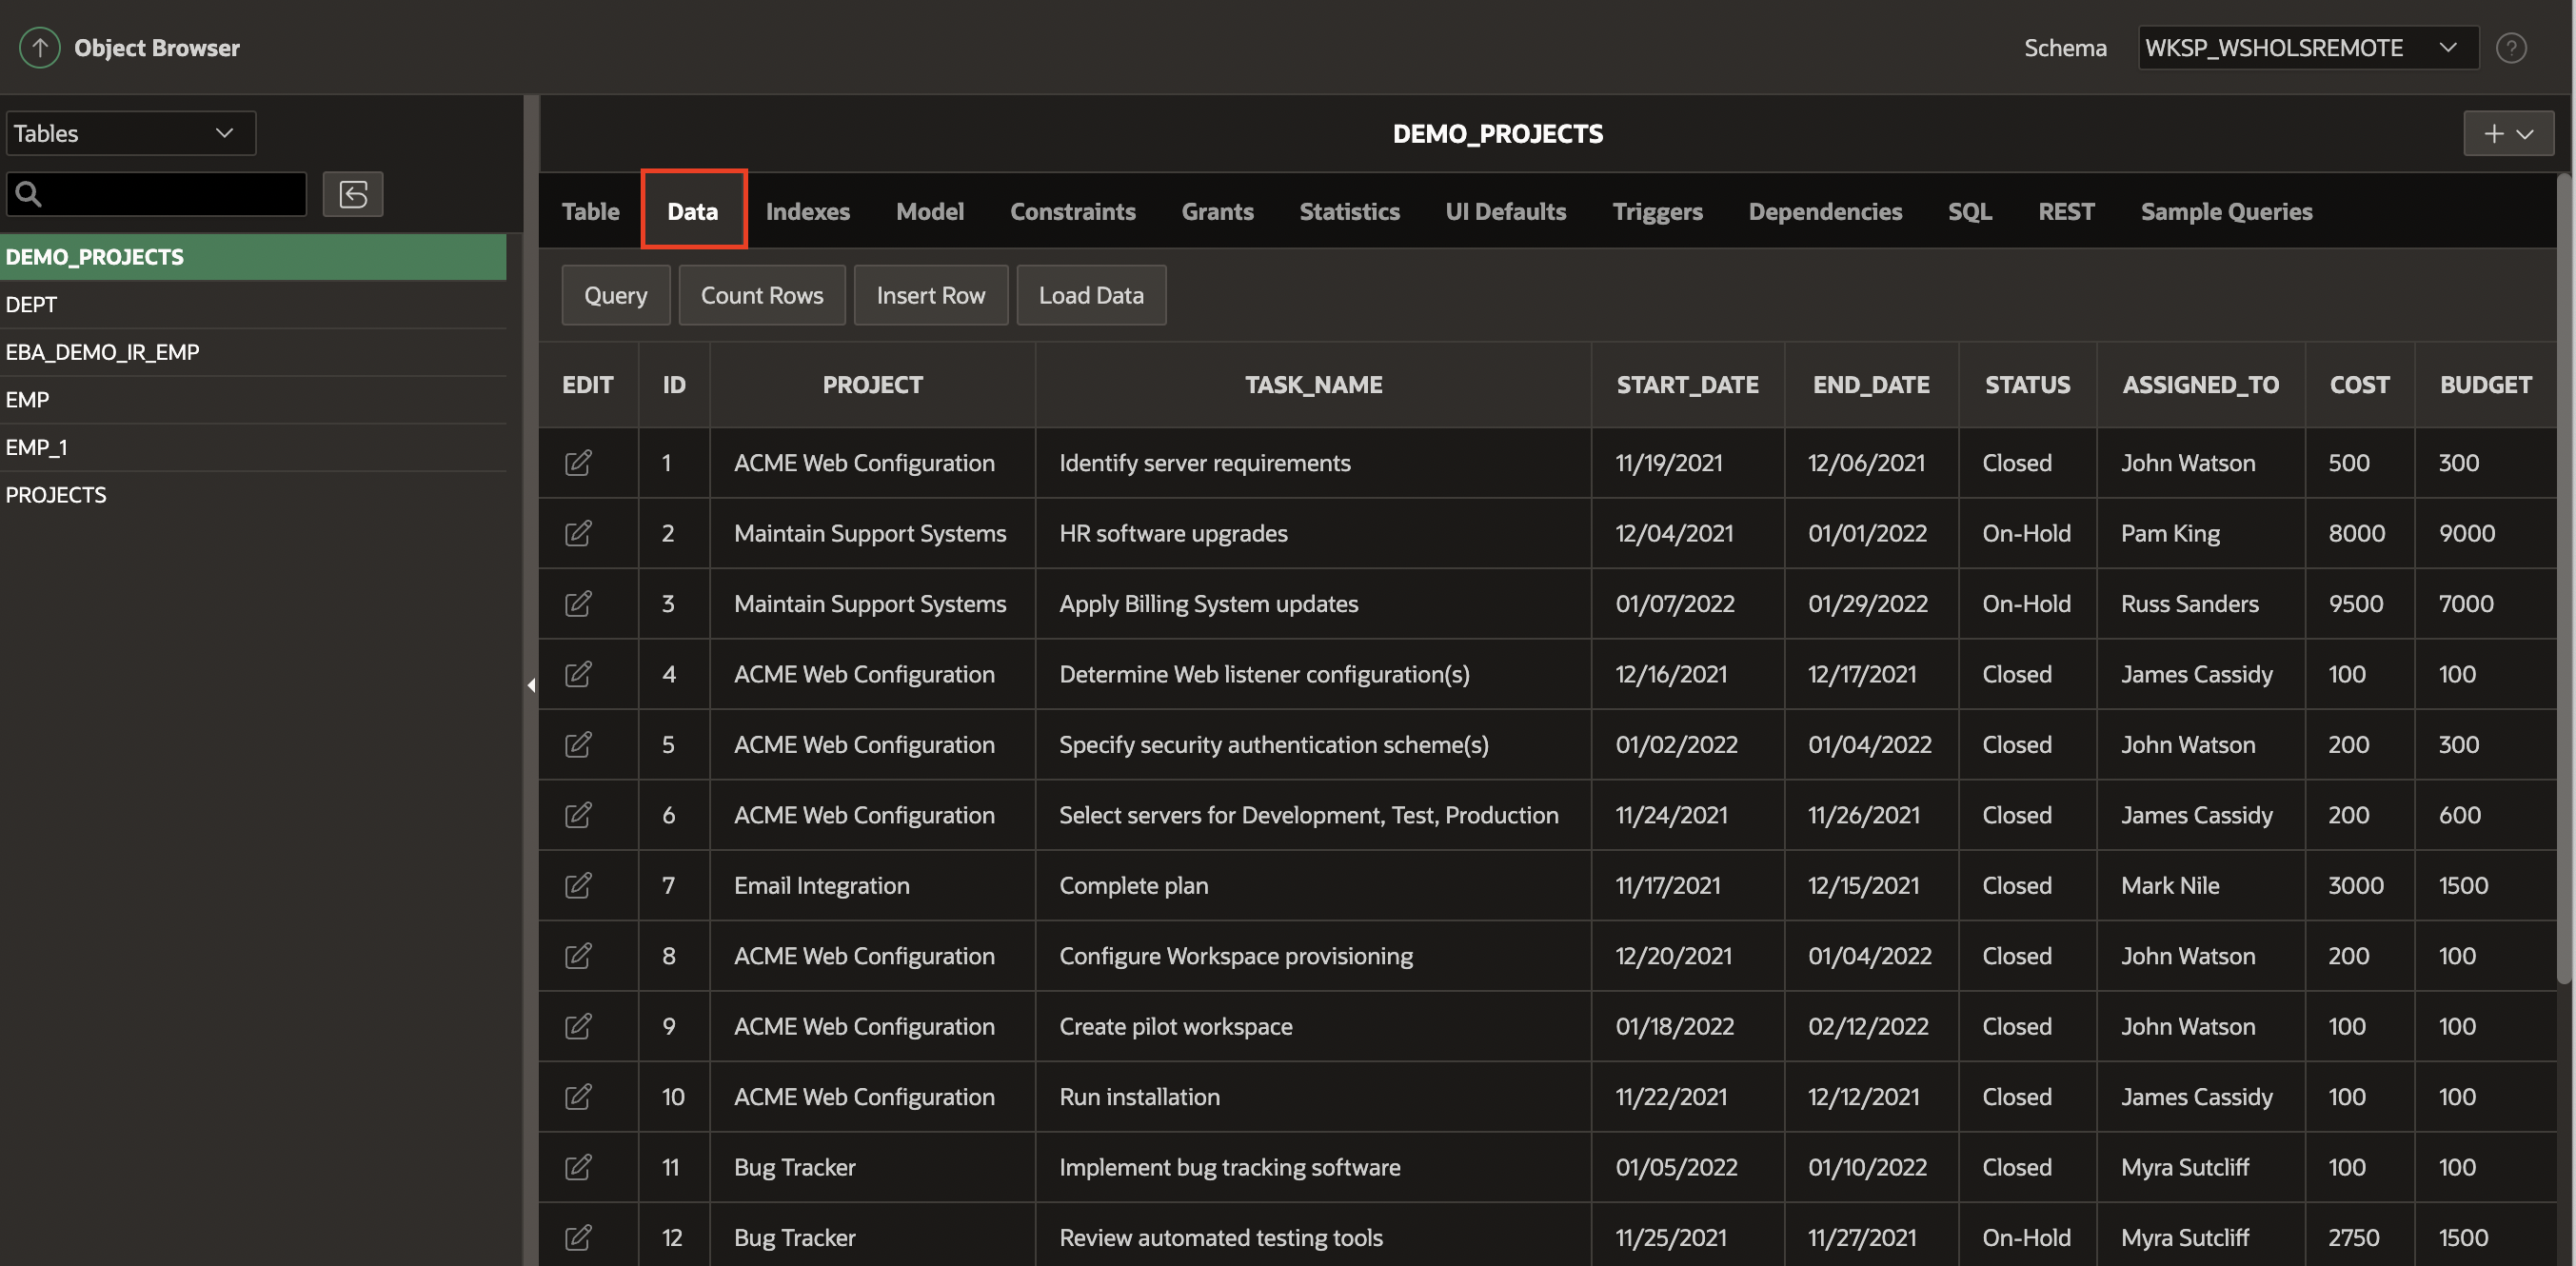 Object Browser
Schema WKSP_WSHOLSREMOTE ?
Tables
DEMO_PROJECTS
DEPT
EBA_DEMO_IR_EMP
EMP
EMP_1
PROJECTS
DEMO_PROJECTS
Table Data Indexes Model Constraints Grants Statistics UI Defaults Triggers Dependencies SQL REST Sample Queries
Query Count Rows Insert Row Load Data
EDIT ID PROJECT TASK_NAME START_DATE END_DATE STATUS ASSIGNED_TO COST BUDGET
1 ACME Web Configuration Identify server requirements 11/19/2021 12/06/2021 Closed John Watson 500 300
2 Maintain Support Systems HR software upgrades 12/04/2021 01/01/2022 On-Hold Pam King 8000 9000
3 Maintain Support Systems Apply Billing System updates 01/07/2022 01/29/2022 On-Hold Russ Sanders 9500 7000
4 ACME Web Configuration Determine Web listener configuration(s) 12/16/2021 12/17/2021 Closed James Cassidy 100 100
5 ACME Web Configuration Specify security authentication scheme(s) 01/02/2022 01/04/2022 Closed John Watson 200 300
6 ACME Web Configuration Select servers for Development, Test, Production 11/24/2021 11/26/2021 Closed James Cassidy 200 600
7 Email Integration Complete plan 11/17/2021 12/15/2021 Closed Mark Nile 3000 1500
8 ACME Web Configuration Configure Workspace provisioning 12/20/2021 01/04/2022 Closed John Watson 200 100
9 ACME Web Configuration Create pilot workspace 01/18/2022 02/12/2022 Closed John Watson 100 100
10 ACME Web Configuration Run installation 11/22/2021 12/12/2021 Closed James Cassidy 100 100
11 Bug Tracker Implement bug tracking software 01/05/2022 01/10/2022 Closed Myra Sutcliff 100 100
12 Bug Tracker Review automated testing tools 11/25/2021 11/27/2021 On-Hold Myra Sutcliff 2750 1500